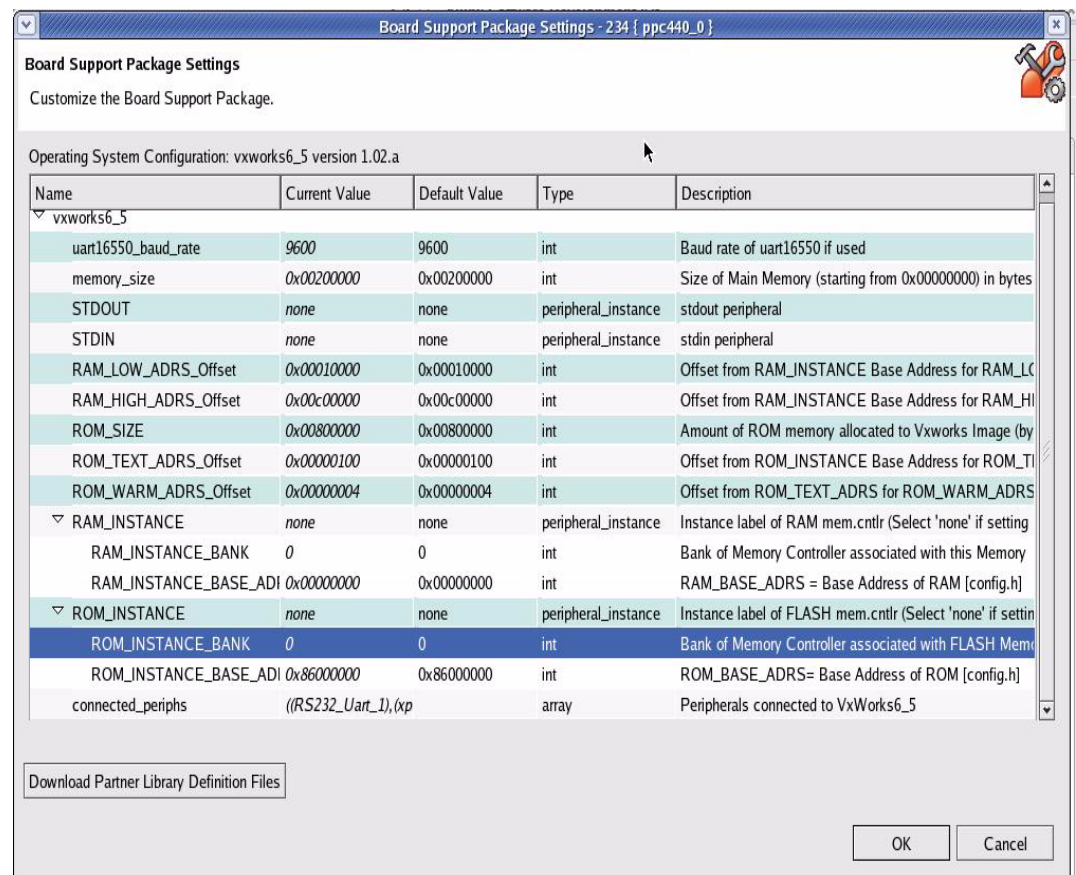 Board Support Package Settings - 234 { ppc440_0 }
Board Support Package Settings
Customize the Board Support Package.
Operating System Configuration: vxworks6_5 version 1.02.a
Name Current Value Default Value Type Description
vxworks6_5
uart16550_baud_rate 9600 9600 int Baud rate of uart16550 if used
memory_size 0x00200000 0x00200000 int Size of Main Memory (starting from 0x00000000) in bytes
STDOUT none none peripheral_instance stdout peripheral
STDIN none none peripheral_instance stdin peripheral
RAM_LOW_ADRS_Offset 0x00010000 0x00010000 int Offset from RAM_INSTANCE Base Address for RAM_LO
RAM_HIGH_ADRS_Offset 0x00c00000 0x00c00000 int Offset from RAM_INSTANCE Base Address for RAM_HI
ROM_SIZE 0x00800000 0x00800000 int Amount of ROM memory allocated to Vxworks Image (by
ROM_TEXT_ADRS_Offset 0x00000100 0x00000100 int Offset from ROM_INSTANCE Base Address for ROM_TI
ROM_WARM_ADRS_Offset 0x00000004 0x00000004 int Offset from ROM_TEXT_ADRS for ROM_WARM_ADRS
RAM_INSTANCE none none peripheral_instance Instance label of RAM mem.cntlr (Select 'none' if setting
RAM_INSTANCE_BANK 0 0 int Bank of Memory Controller associated with this Memory
RAM_INSTANCE_BASE_ADI 0x00000000 0x00000000 int RAM_BASE_ADRS = Base Address of RAM [config.h]
ROM_INSTANCE none none peripheral_instance Instance label of FLASH mem.cntlr (Select 'none' if settin
ROM_INSTANCE_BANK 0 0 int Bank of Memory Controller associated with FLASH Memo
ROM_INSTANCE_BASE_ADI 0x86000000 0x86000000 int ROM_BASE_ADRS= Base Address of ROM [config.h]
connected_periphs ((RS232_Uart_1),(xp array Peripherals connected to VxWorks6_5
Download Partner Library Definition Files
OK Cancel